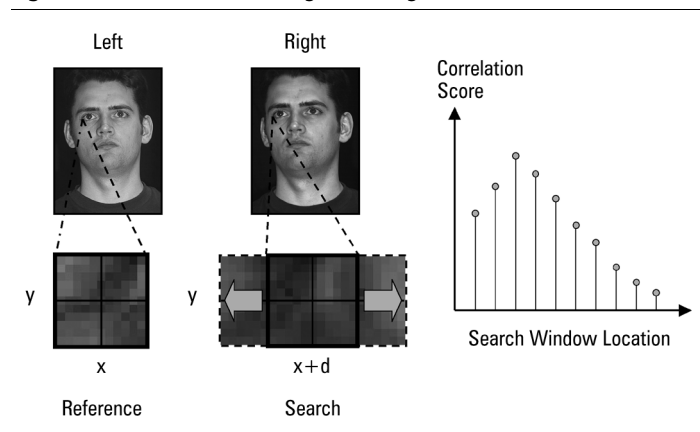 Left
Right
Correlation
Score
y
y
x
x+d
Search Window Location
Reference
Search